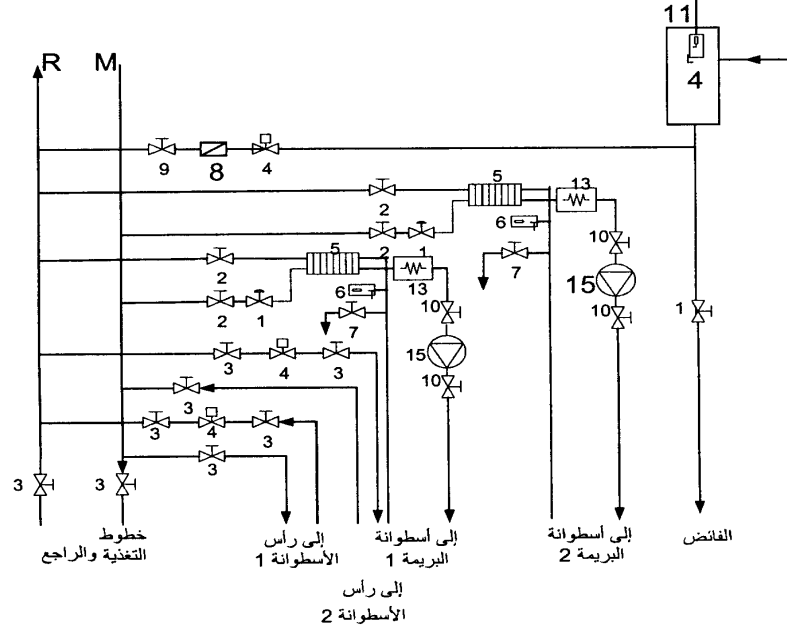 11
R M
4
9 8 4
5 13
2
6 10
2 5 1
2 7 15
6 13 10
2 1 7 10 1
3 4 3 15
10
3
3 4 3
3
3 3
خطوط
التغذية والراجع
إلى رأس
الأسطوانة 1
إلى أسطوانة
البريمة 1
إلى أسطوانة
البريمة 2
الفائض
إلى رأس
الأسطوانة 2